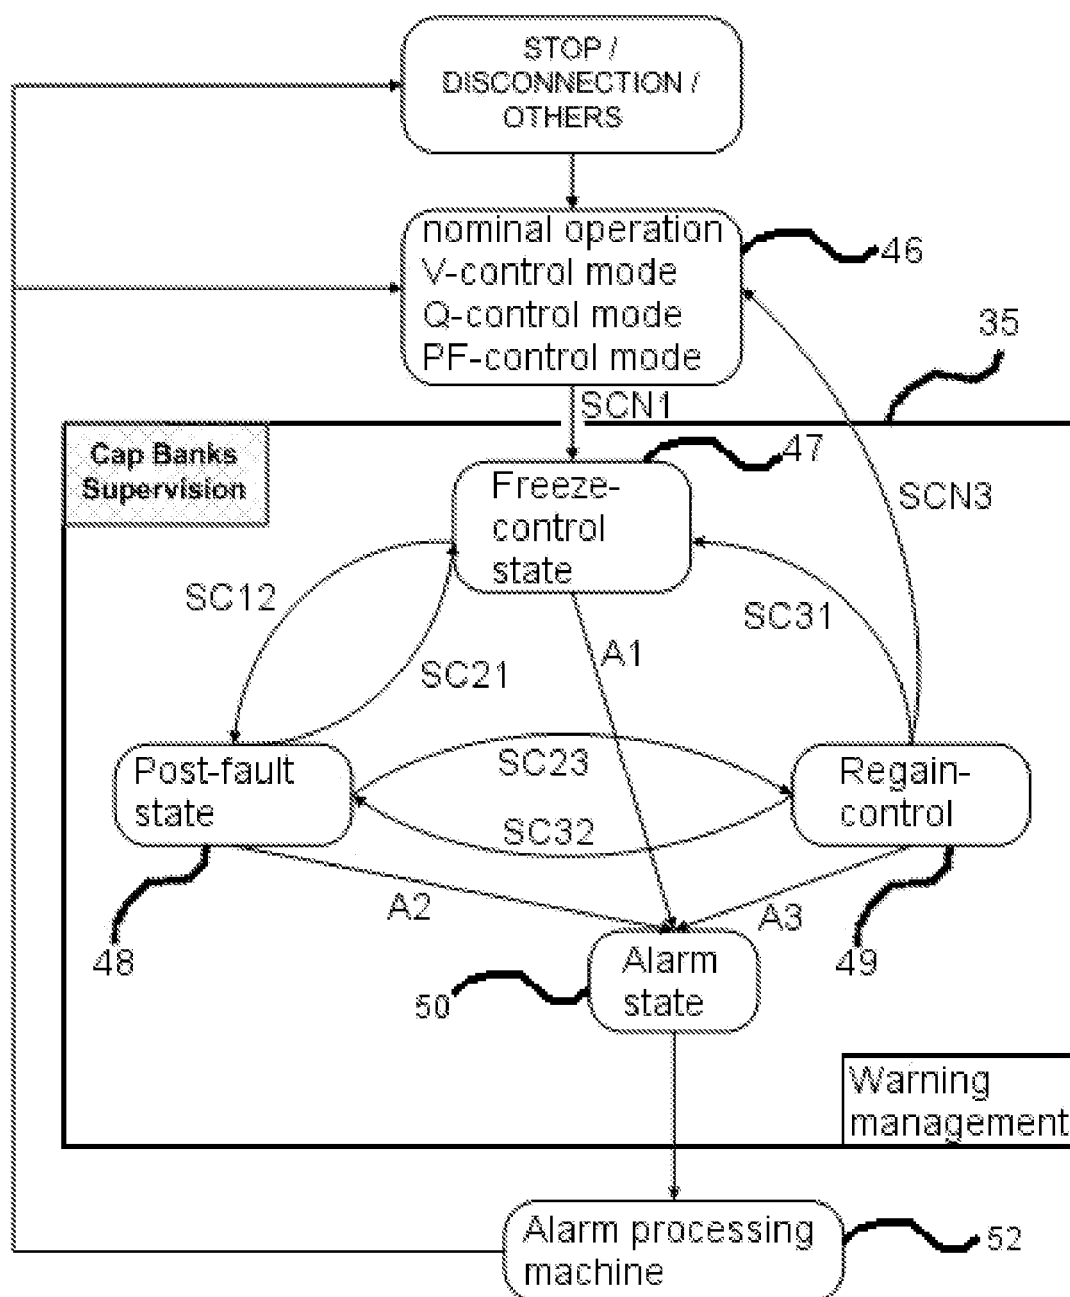 STOP /
DISCONNECTION /
OTHERS
nominal operation
V-control mode
Q-control mode
PF-control mode
46
35
SCN1
Cap Banks
Supervision
47
Freeze-
control
state
SCN3
SC12
SC31
A1
SC21
Post-fault
state
SC23
SC32
Regain-
control
A2
A3
48
49
50
Alarm
state
Warning
management
Alarm processing
machine
52